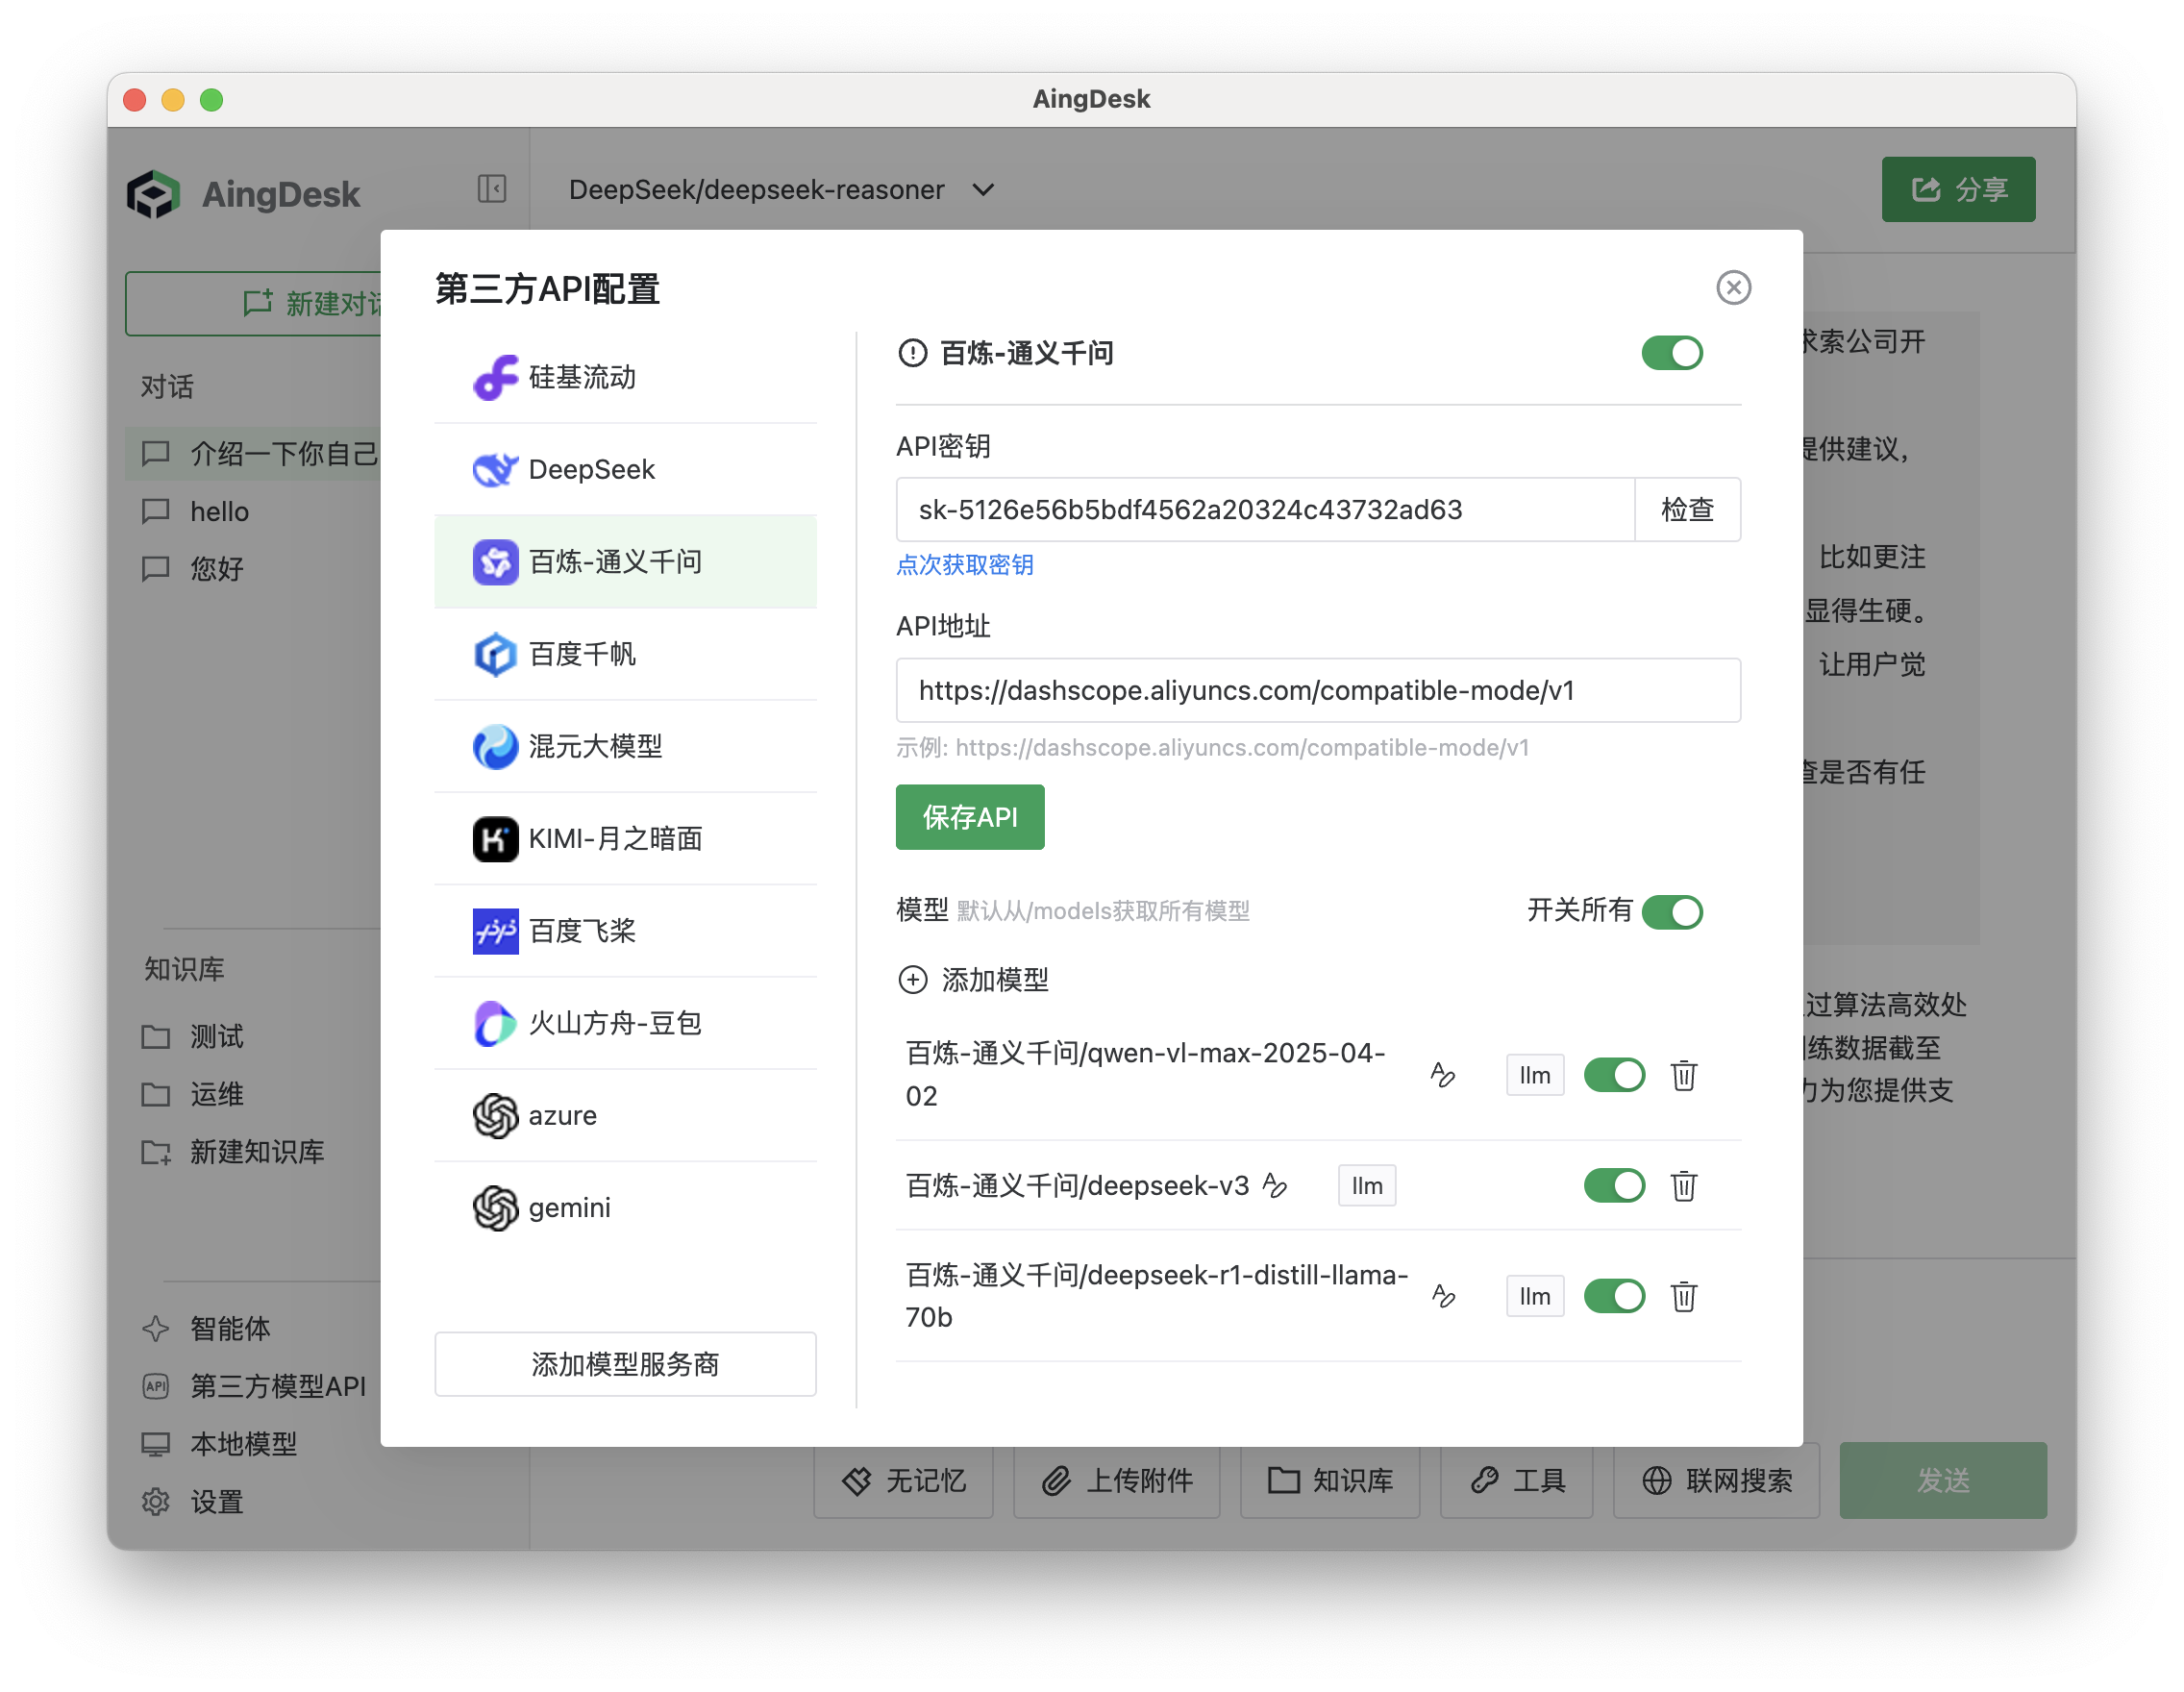 AingDesk
AingDesk
DeepSeek/deepseek-reasoner
分享
新建对话
对话
介绍一下你自己
hello
您好
知识库
测试
运维
新建知识库
智能体
API
第三方模型API
本地模型
设置
第三方API配置
硅基流动
DeepSeek
百炼-通义千问
百度千帆
混元大模型
KIMI-月之暗面
百度飞桨
火山方舟-豆包
azure
gemini
添加模型服务商
百炼-通义千问
API密钥
sk-5126e56b5bdf4562a20324c43732ad63
检查
点次获取密钥
API地址
https://dashscope.aliyuncs.com/compatible-mode/v1
示例: https://dashscope.aliyuncs.com/compatible-mode/v1
保存API
模型 默认从/models获取所有模型
开关所有
添加模型
百炼-通义千问/qwen-vl-max-2025-04-
02
llm
百炼-通义千问/deepseek-v3
llm
百炼-通义千问/deepseek-r1-distill-llama-
70b
llm
求索公司开
提供建议，
比如更注
显得生硬。
让用户觉
查是否有任
过算法高效处
练数据截至
力为您提供支
无记忆
上传附件
知识库
工具
联网搜索
发送